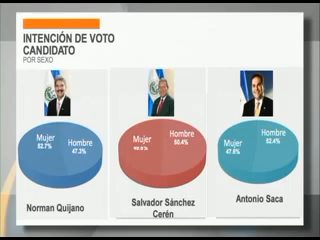 INTENCIÓN DE VOTO
CANDIDATO
POR SEXO
Mujer
52.7%
Hombre
47.3%
Mujer
Hombre
50.4%
Mujer
47.6%
Hombre
52.4%
Norman Quijano
Salvador Sánchez
Cerén
Antonio Saca